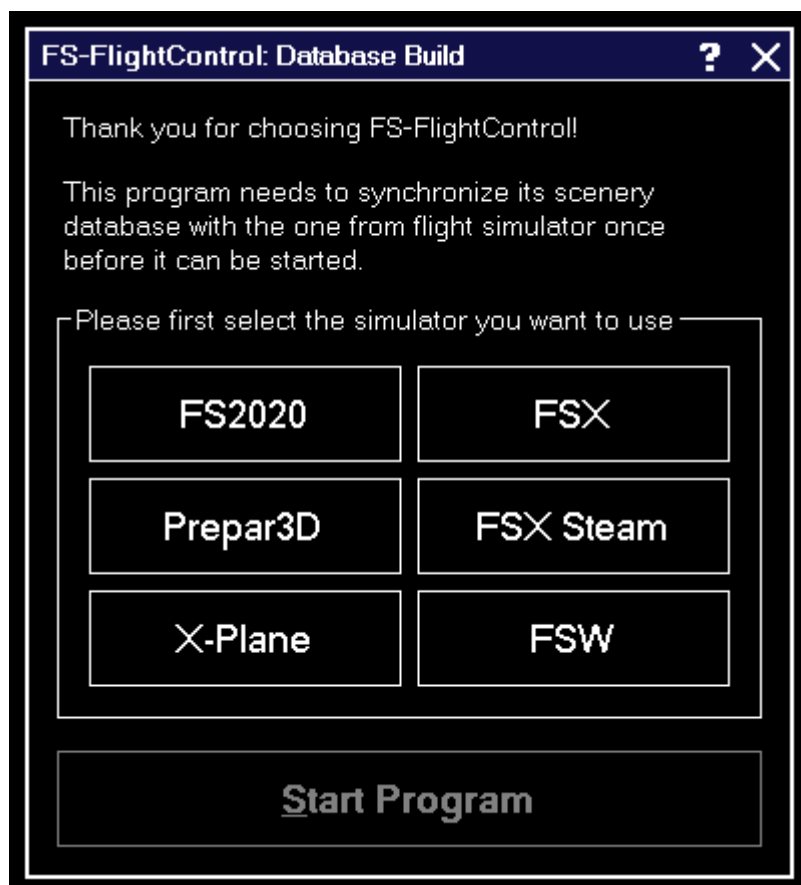 FS-FlightControl: Database Build ? X
Thank you for choosing FS-FlightControl!
This program needs to synchronize its scenery
database with the one from flight simulator once
before it can be started.
Please first select the simulator you want to use
FS2020 FSX
Prepar3D FSX Steam
X-Plane FSW
Start Program